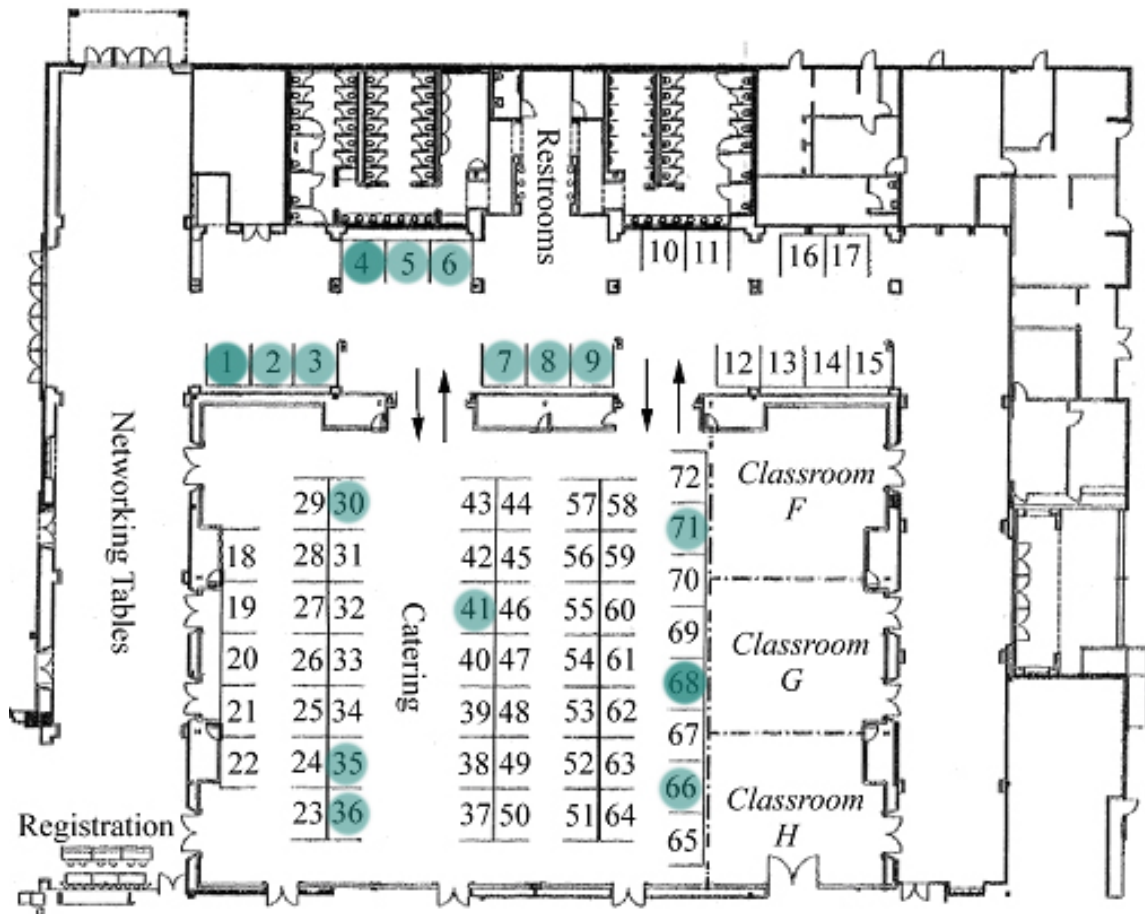 Restrooms
4 5 6
10 11
16 17
1 2 3
7 8 9
12 13 14 15
Networking Tables
Catering
29 30
28 31
27 32
26 33
25 34
24 35
23 36
18
19
20
21
22
43 44
42 45
41 46
40 47
39 48
38 49
37 50
57 58
56 59
55 60
54 61
53 62
52 63
51 64
72
71
70
69
68
67
66
65
Classroom
F
Classroom
G
Classroom
H
Registration